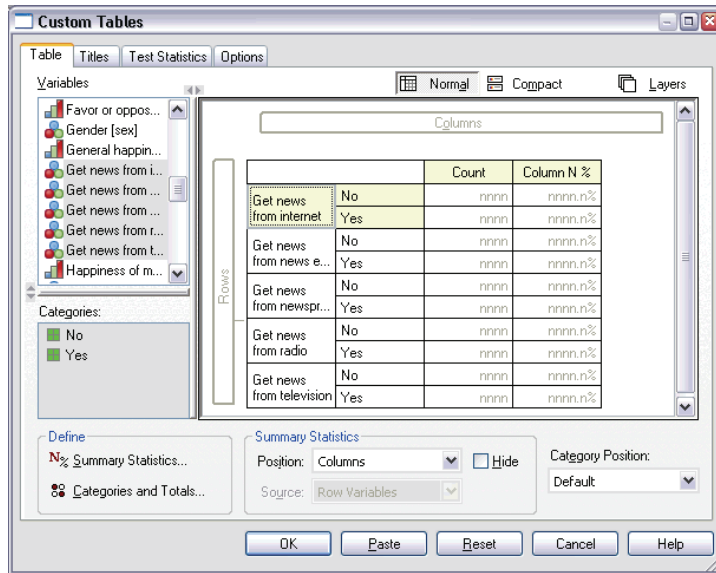 Custom Tables
Table Titles Test Statistics Options
Variables
Normal Compact Layers
Favor or oppos...
Gender [sex]
General happin...
Get news from i...
Get news from ...
Get news from ...
Get news from r...
Get news from t...
Happiness of m...
Categories:
No
Yes
Columns
Rows
Count Column N %
Get news
from internet
No nnnn nnnn.n%
Yes nnnn nnnn.n%
Get news
from news e...
No nnnn nnnn.n%
Yes nnnn nnnn.n%
Get news
from newspr...
No nnnn nnnn.n%
Yes nnnn nnnn.n%
Get news
from radio
No nnnn nnnn.n%
Yes nnnn nnnn.n%
Get news
from television
No nnnn nnnn.n%
Yes nnnn nnnn.n%
Define
N% Summary Statistics...
Categories and Totals...
Summary Statistics
Position: Columns Hide
Source: Row Variables
Category Position:
Default
OK Paste Reset Cancel Help